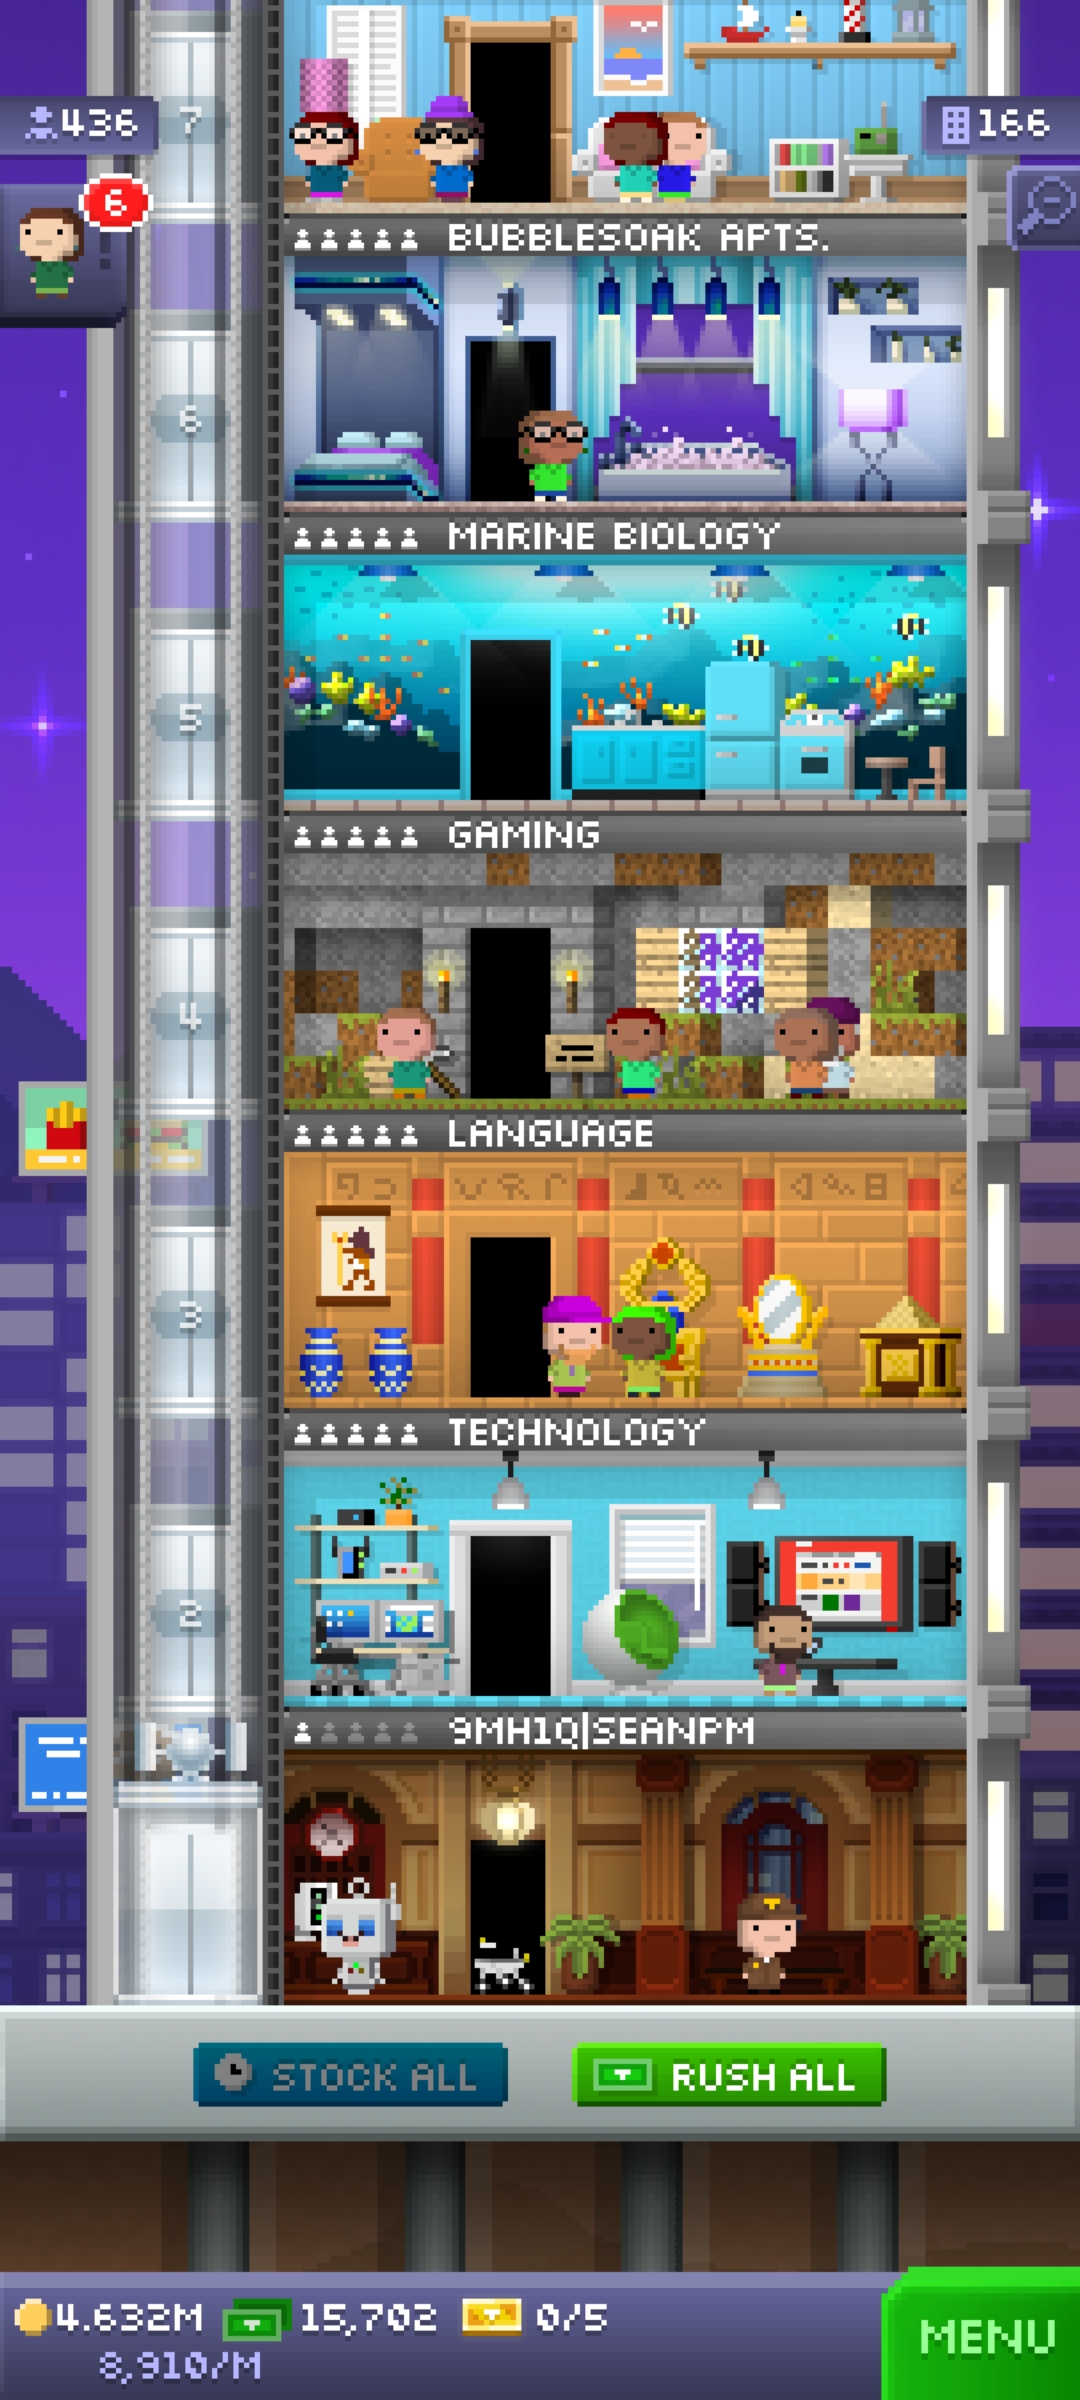 436
7
166
6
BUBBLESOAK APTS.
6
MARINE BIOLOGY
5
GAMING
4
LANGUAGE
3
TECHNOLOGY
2
9MH1Q|SEANPM
STOCK ALL
RUSH ALL
4.632M
15,702
0/5
8,910/M
MENU